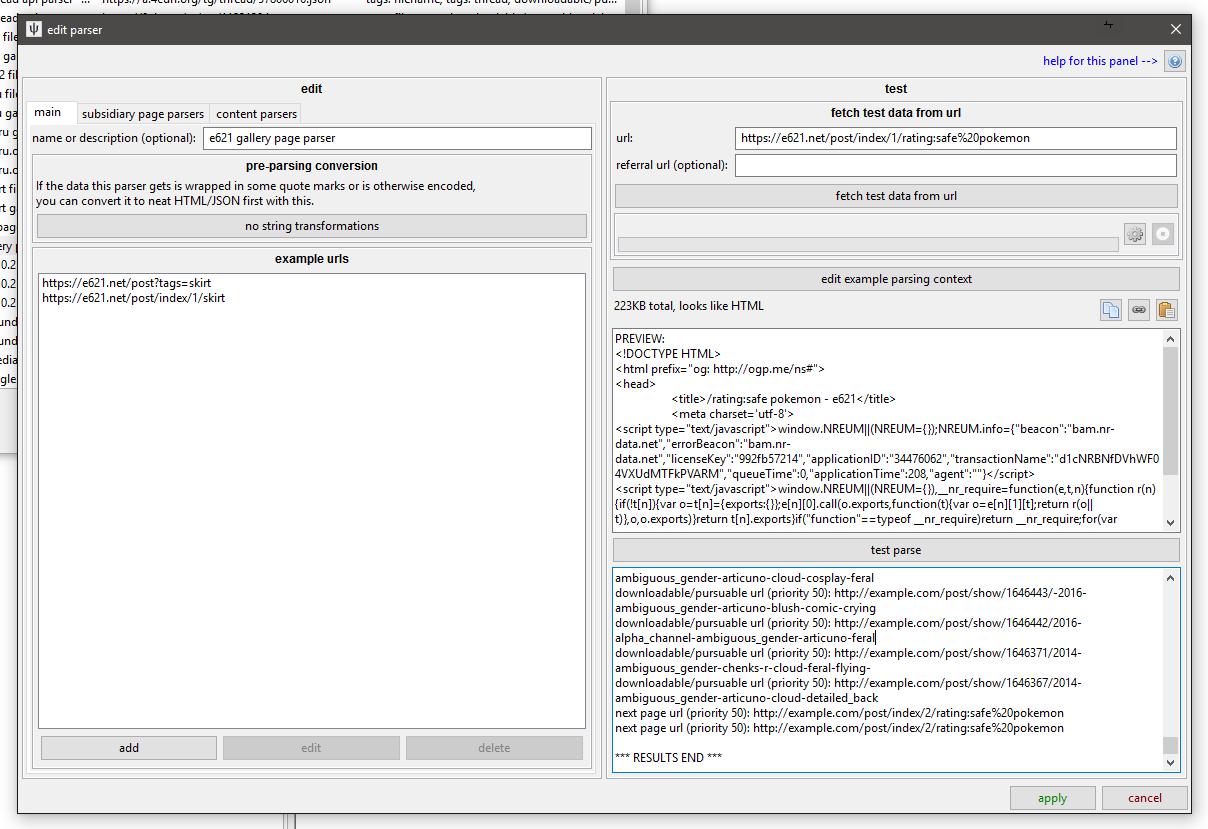 edit parser
help for this panel -->
edit
main
subsidiary page parsers
content parsers
name or description (optional):
e621 gallery page parser
pre-parsing conversion
If the data this parser gets is wrapped in some quote marks or is otherwise encoded,
you can convert it to neat HTML/JSON first with this.
no string transformations
example urls
https://e621.net/post?tags=skirt
https://e621.net/post/index/1/skirt
add
edit
delete
test
fetch test data from url
url:
https://e621.net/post/index/1/rating:safe%20pokemon
referral url (optional):
fetch test data from url
edit example parsing context
223KB total, looks like HTML
PREVIEW:
<!DOCTYPE HTML>
<html prefix="og: http://ogp.me/ns#">
<head>
<title>/rating:safe pokemon - e621</title>
<meta charset='utf-8'>
<script type="text/javascript">window.NREUM||(NREUM={});NREUM.info={"beacon":"bam.nr-
data.net","errorBeacon":"bam.nr-
data.net","licenseKey":"992fb57214","applicationID":"34476062","transactionName":"d1cNRBNfDVhWF0
4VXUdMTFkPVARM","queueTime":0,"applicationTime":208,"agent":""}</script>
<script type="text/javascript">window.NREUM||(NREUM={}),__nr_require=function(e,t,n){function r(n)
{if(!t[n]){var o=t[n]={exports:{}};e[n][0].call(o.exports,function(t){var o=e[n][1][t];return r(o||
t)},o,o.exports)}return t[n].exports}if("function"==typeof __nr_require)return __nr_require;for(var
test parse
ambiguous_gender-articuno-cloud-cosplay-feral
downloadable/pursuable url (priority 50): http://example.com/post/show/1646443/-2016-
ambiguous_gender-articuno-blush-comic-crying
downloadable/pursuable url (priority 50): http://example.com/post/show/1646442/2016-
alpha_channel-ambiguous_gender-articuno-feral
downloadable/pursuable url (priority 50): http://example.com/post/show/1646371/2014-
ambiguous_gender-chenks-r-cloud-feral-flying-
downloadable/pursuable url (priority 50): http://example.com/post/show/1646367/2014-
ambiguous_gender-articuno-cloud-detailed_back
next page url (priority 50): http://example.com/post/index/2/rating:safe%20pokemon
next page url (priority 50): http://example.com/post/index/2/rating:safe%20pokemon
*** RESULTS END ***
apply
cancel